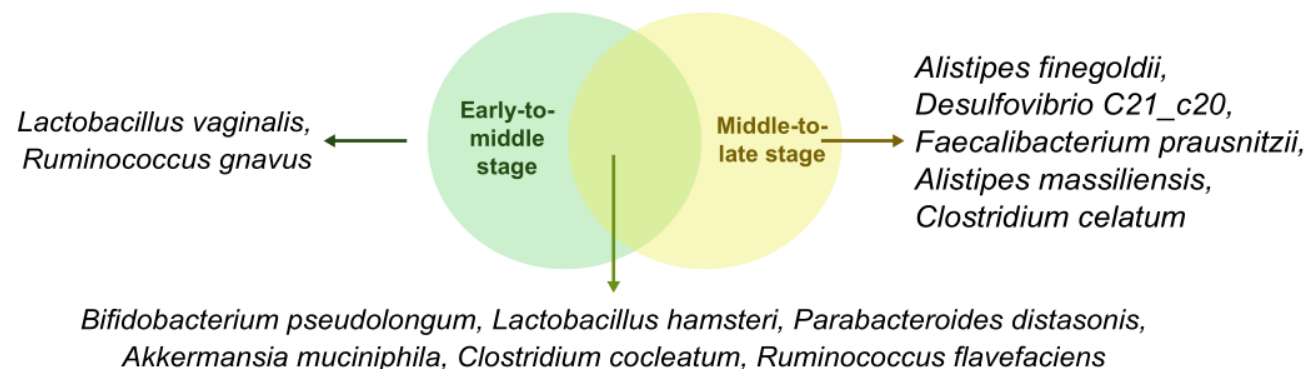 Lactobacillus vaginalis,
Ruminococcus gnavus
Early-to-
middle
stage
Middle-to-
late stage
Alistipes finegoldii,
Desulfovibrio C21_c20,
Faecalibacterium prausnitzii,
Alistipes massiliensis,
Clostridium celatum
Bifidobacterium pseudolongum, Lactobacillus hamsteri, Parabacteroides distasonis,
Akkermansia muciniphila, Clostridium cocleatum, Ruminococcus flavefaciens